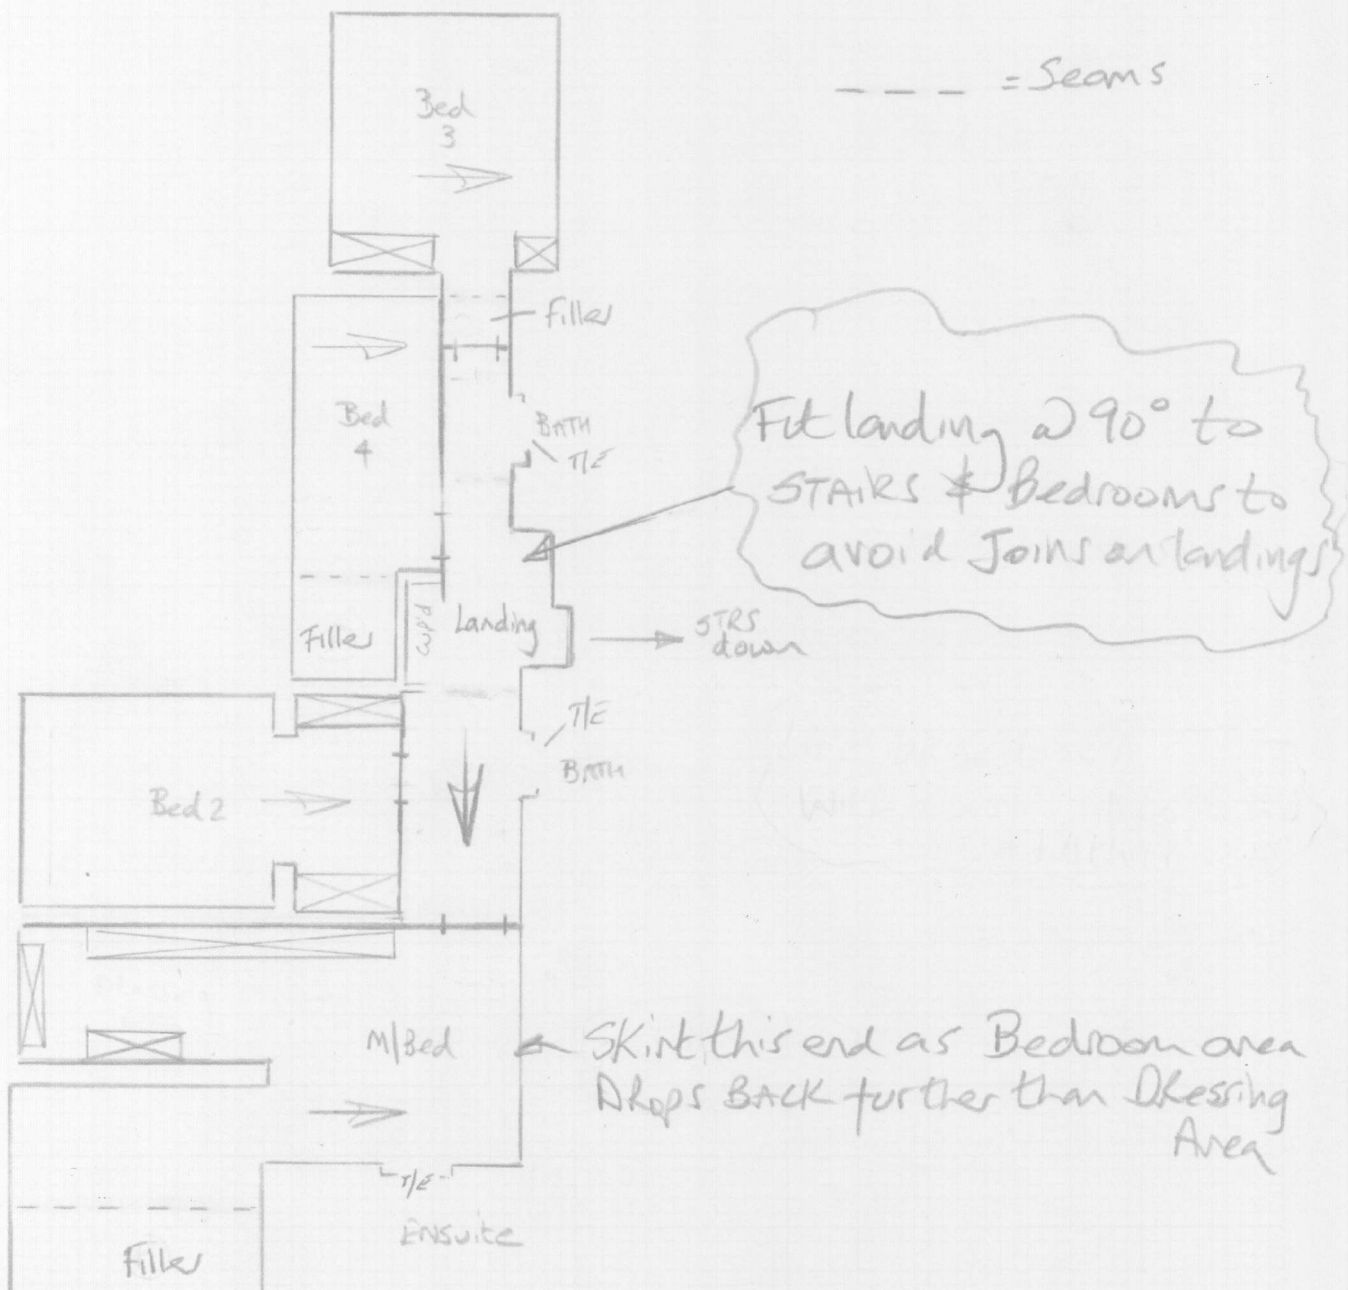 Bed
3
_ _ _ = Seams
Filler
Bed
4
BATH
T/E
Fit landing @ 90° to
STAIRS & Bedrooms to
avoid Joins on landings
Filler
Cupd
Landing
STRS
down
T/E
BATH
Bed 2
M/Bed
Skint this end as Bedroom area
DRops BACK further than DRessing
Area
T/E
ENSuite
Filler